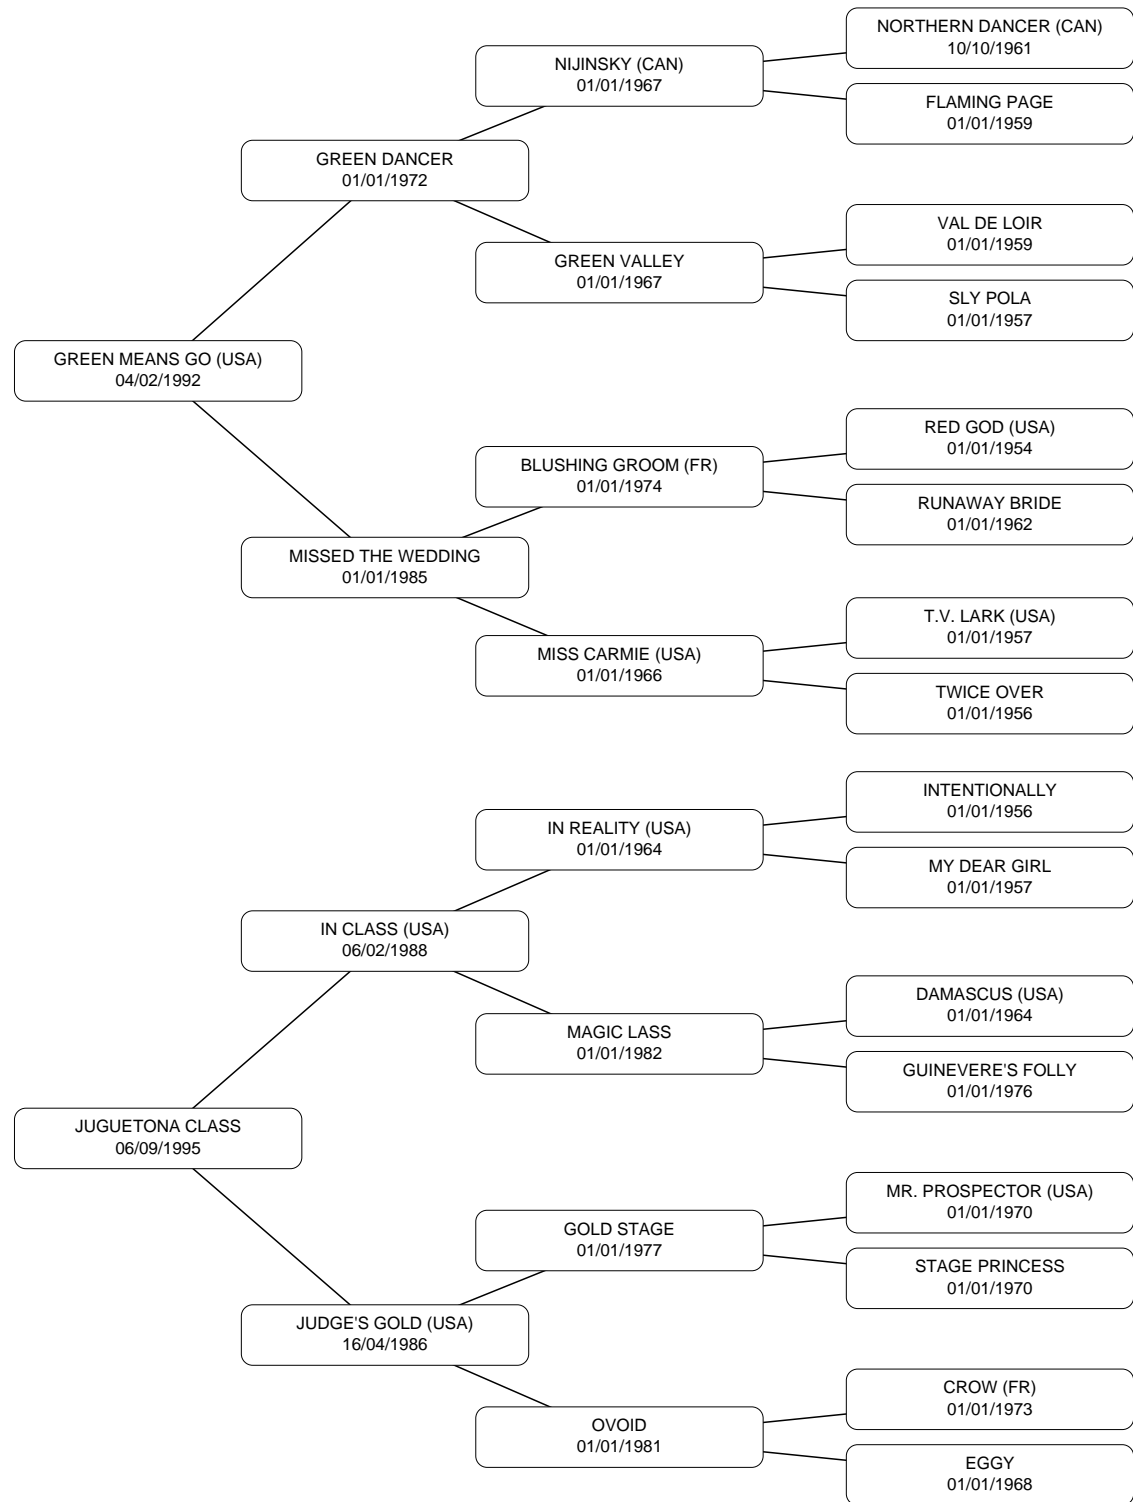 NORTHERN DANCER (CAN)
10/10/1961
NIJINSKY (CAN)
01/01/1967
FLAMING PAGE
01/01/1959
GREEN DANCER
01/01/1972
VAL DE LOIR
01/01/1959
GREEN VALLEY
01/01/1967
SLY POLA
01/01/1957
GREEN MEANS GO (USA)
04/02/1992
RED GOD (USA)
01/01/1954
BLUSHING GROOM (FR)
01/01/1974
RUNAWAY BRIDE
01/01/1962
MISSED THE WEDDING
01/01/1985
T.V. LARK (USA)
01/01/1957
MISS CARMIE (USA)
01/01/1966
TWICE OVER
01/01/1956
INTENTIONALLY
01/01/1956
IN REALITY (USA)
01/01/1964
MY DEAR GIRL
01/01/1957
IN CLASS (USA)
06/02/1988
DAMASCUS (USA)
01/01/1964
MAGIC LASS
01/01/1982
GUINEVERE'S FOLLY
01/01/1976
JUGUETONA CLASS
06/09/1995
MR. PROSPECTOR (USA)
01/01/1970
GOLD STAGE
01/01/1977
STAGE PRINCESS
01/01/1970
JUDGE'S GOLD (USA)
16/04/1986
CROW (FR)
01/01/1973
OVOID
01/01/1981
EGGY
01/01/1968